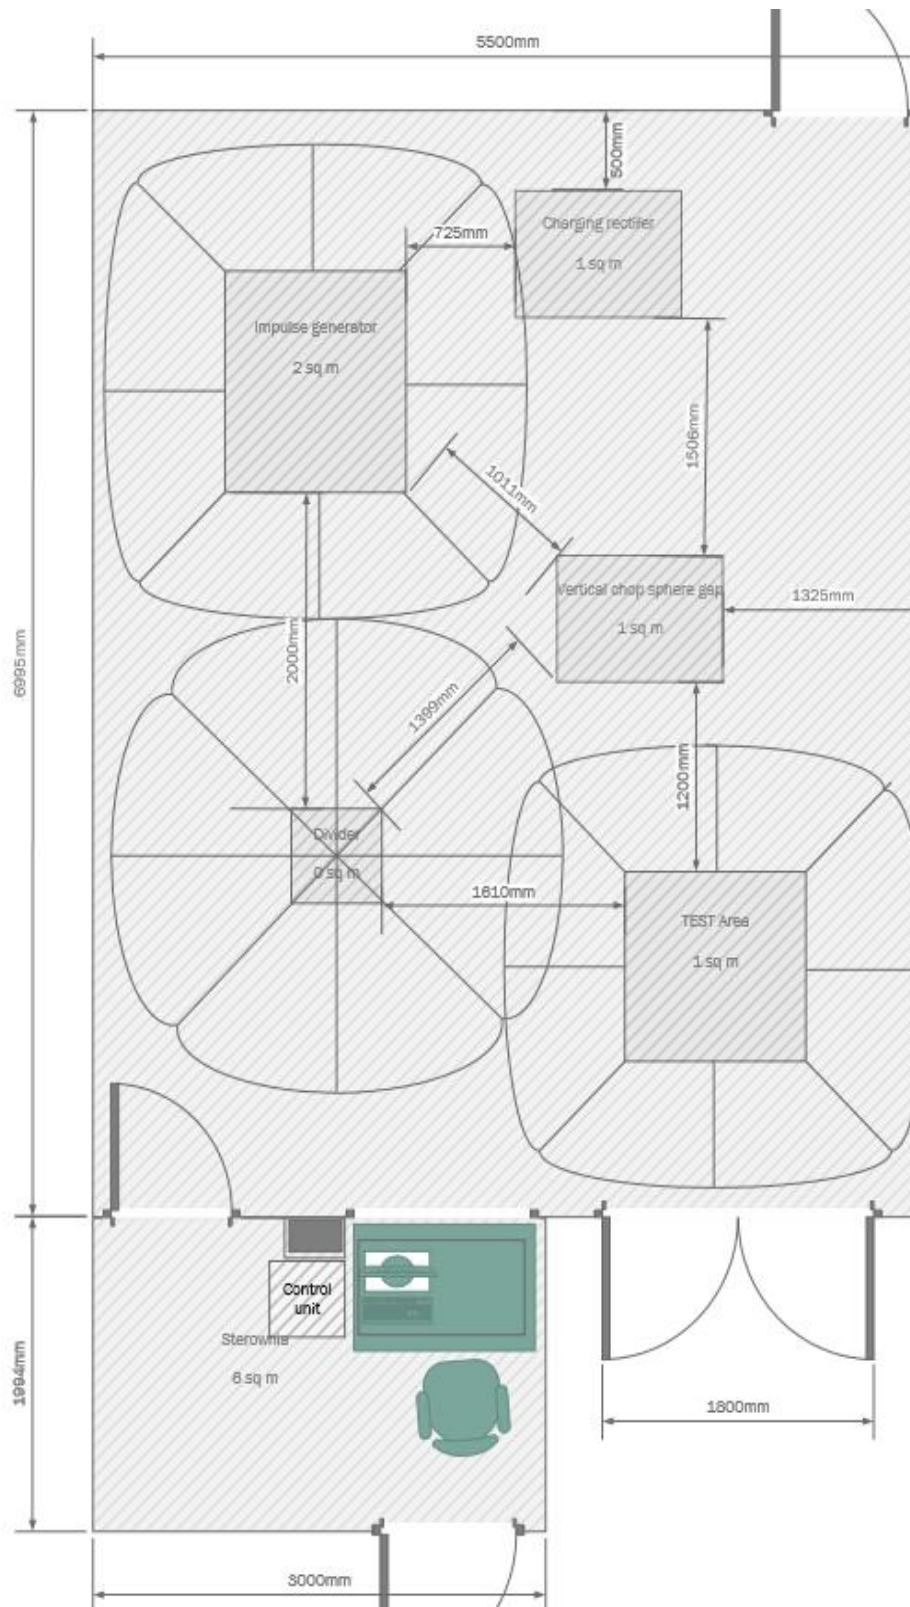 5500mm
500mm
Charging rectifier
1 sq m
725mm
Impulse generator
2 sq m
1506mm
1011mm
Vertical chop sphere gap
1 sq m
1325mm
6995mm
2000mm
1399mm
1200mm
Divider
0 sq m
1610mm
TEST Area
1 sq m
Control
unit
Sterownia
6 sq m
1994mm
1800mm
3000mm